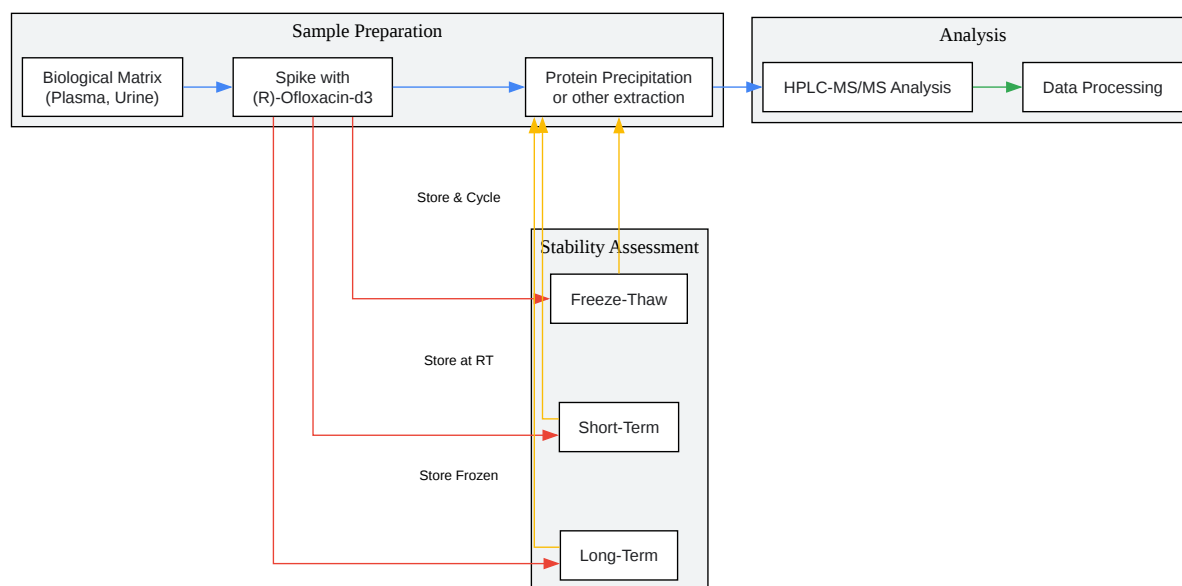 Sample Preparation
Biological Matrix
(Plasma, Urine)
Spike with
(R)-Ofloxacin-d3
Protein Precipitation
or other extraction
Analysis
HPLC-MS/MS Analysis
Data Processing
Store & Cycle
Stability Assessment
Freeze-Thaw
Store at RT
Short-Term
Store Frozen
Long-Term